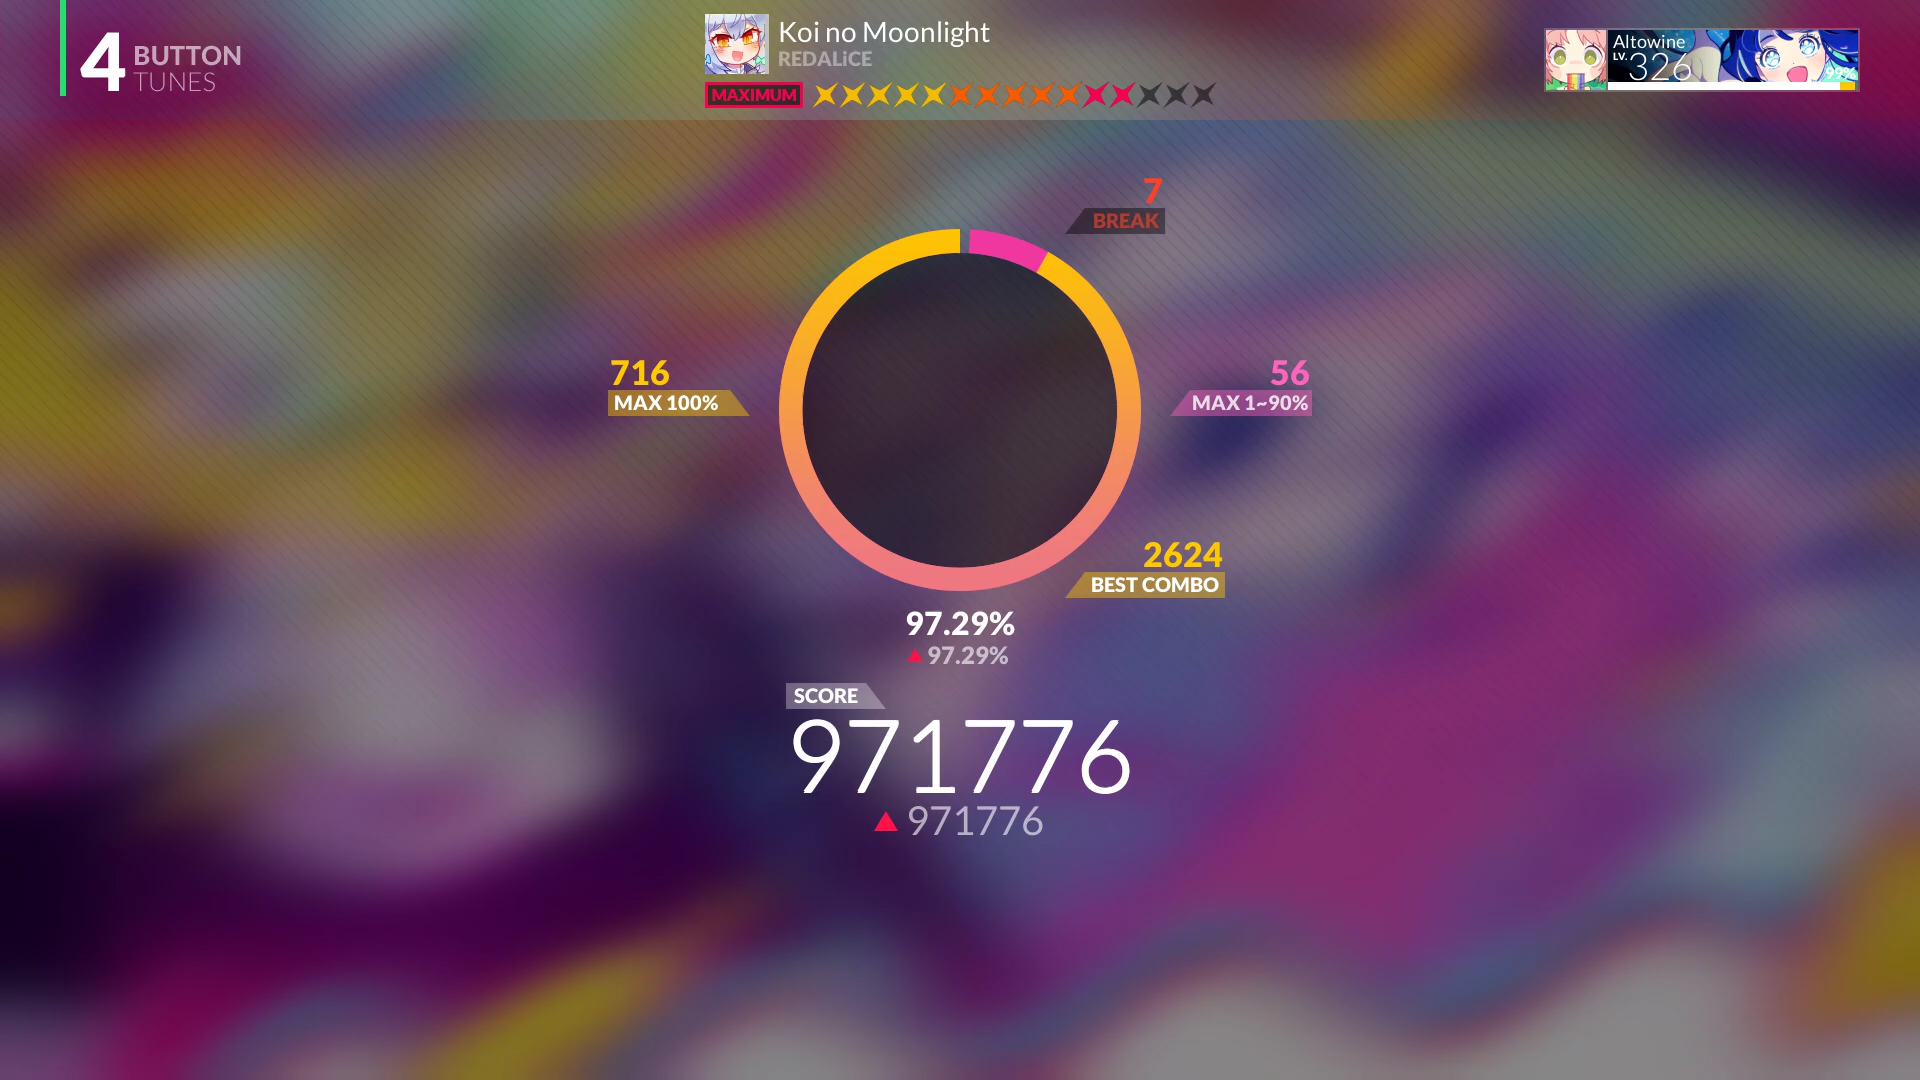 4 BUTTON
TUNES
Koi no Moonlight
REDALiCE
MAXIMUM
Altowine
LV. 326
99%
7
BREAK
716
MAX 100%
56
MAX 1~90%
2624
BEST COMBO
97.29%
97.29%
SCORE
971776
971776